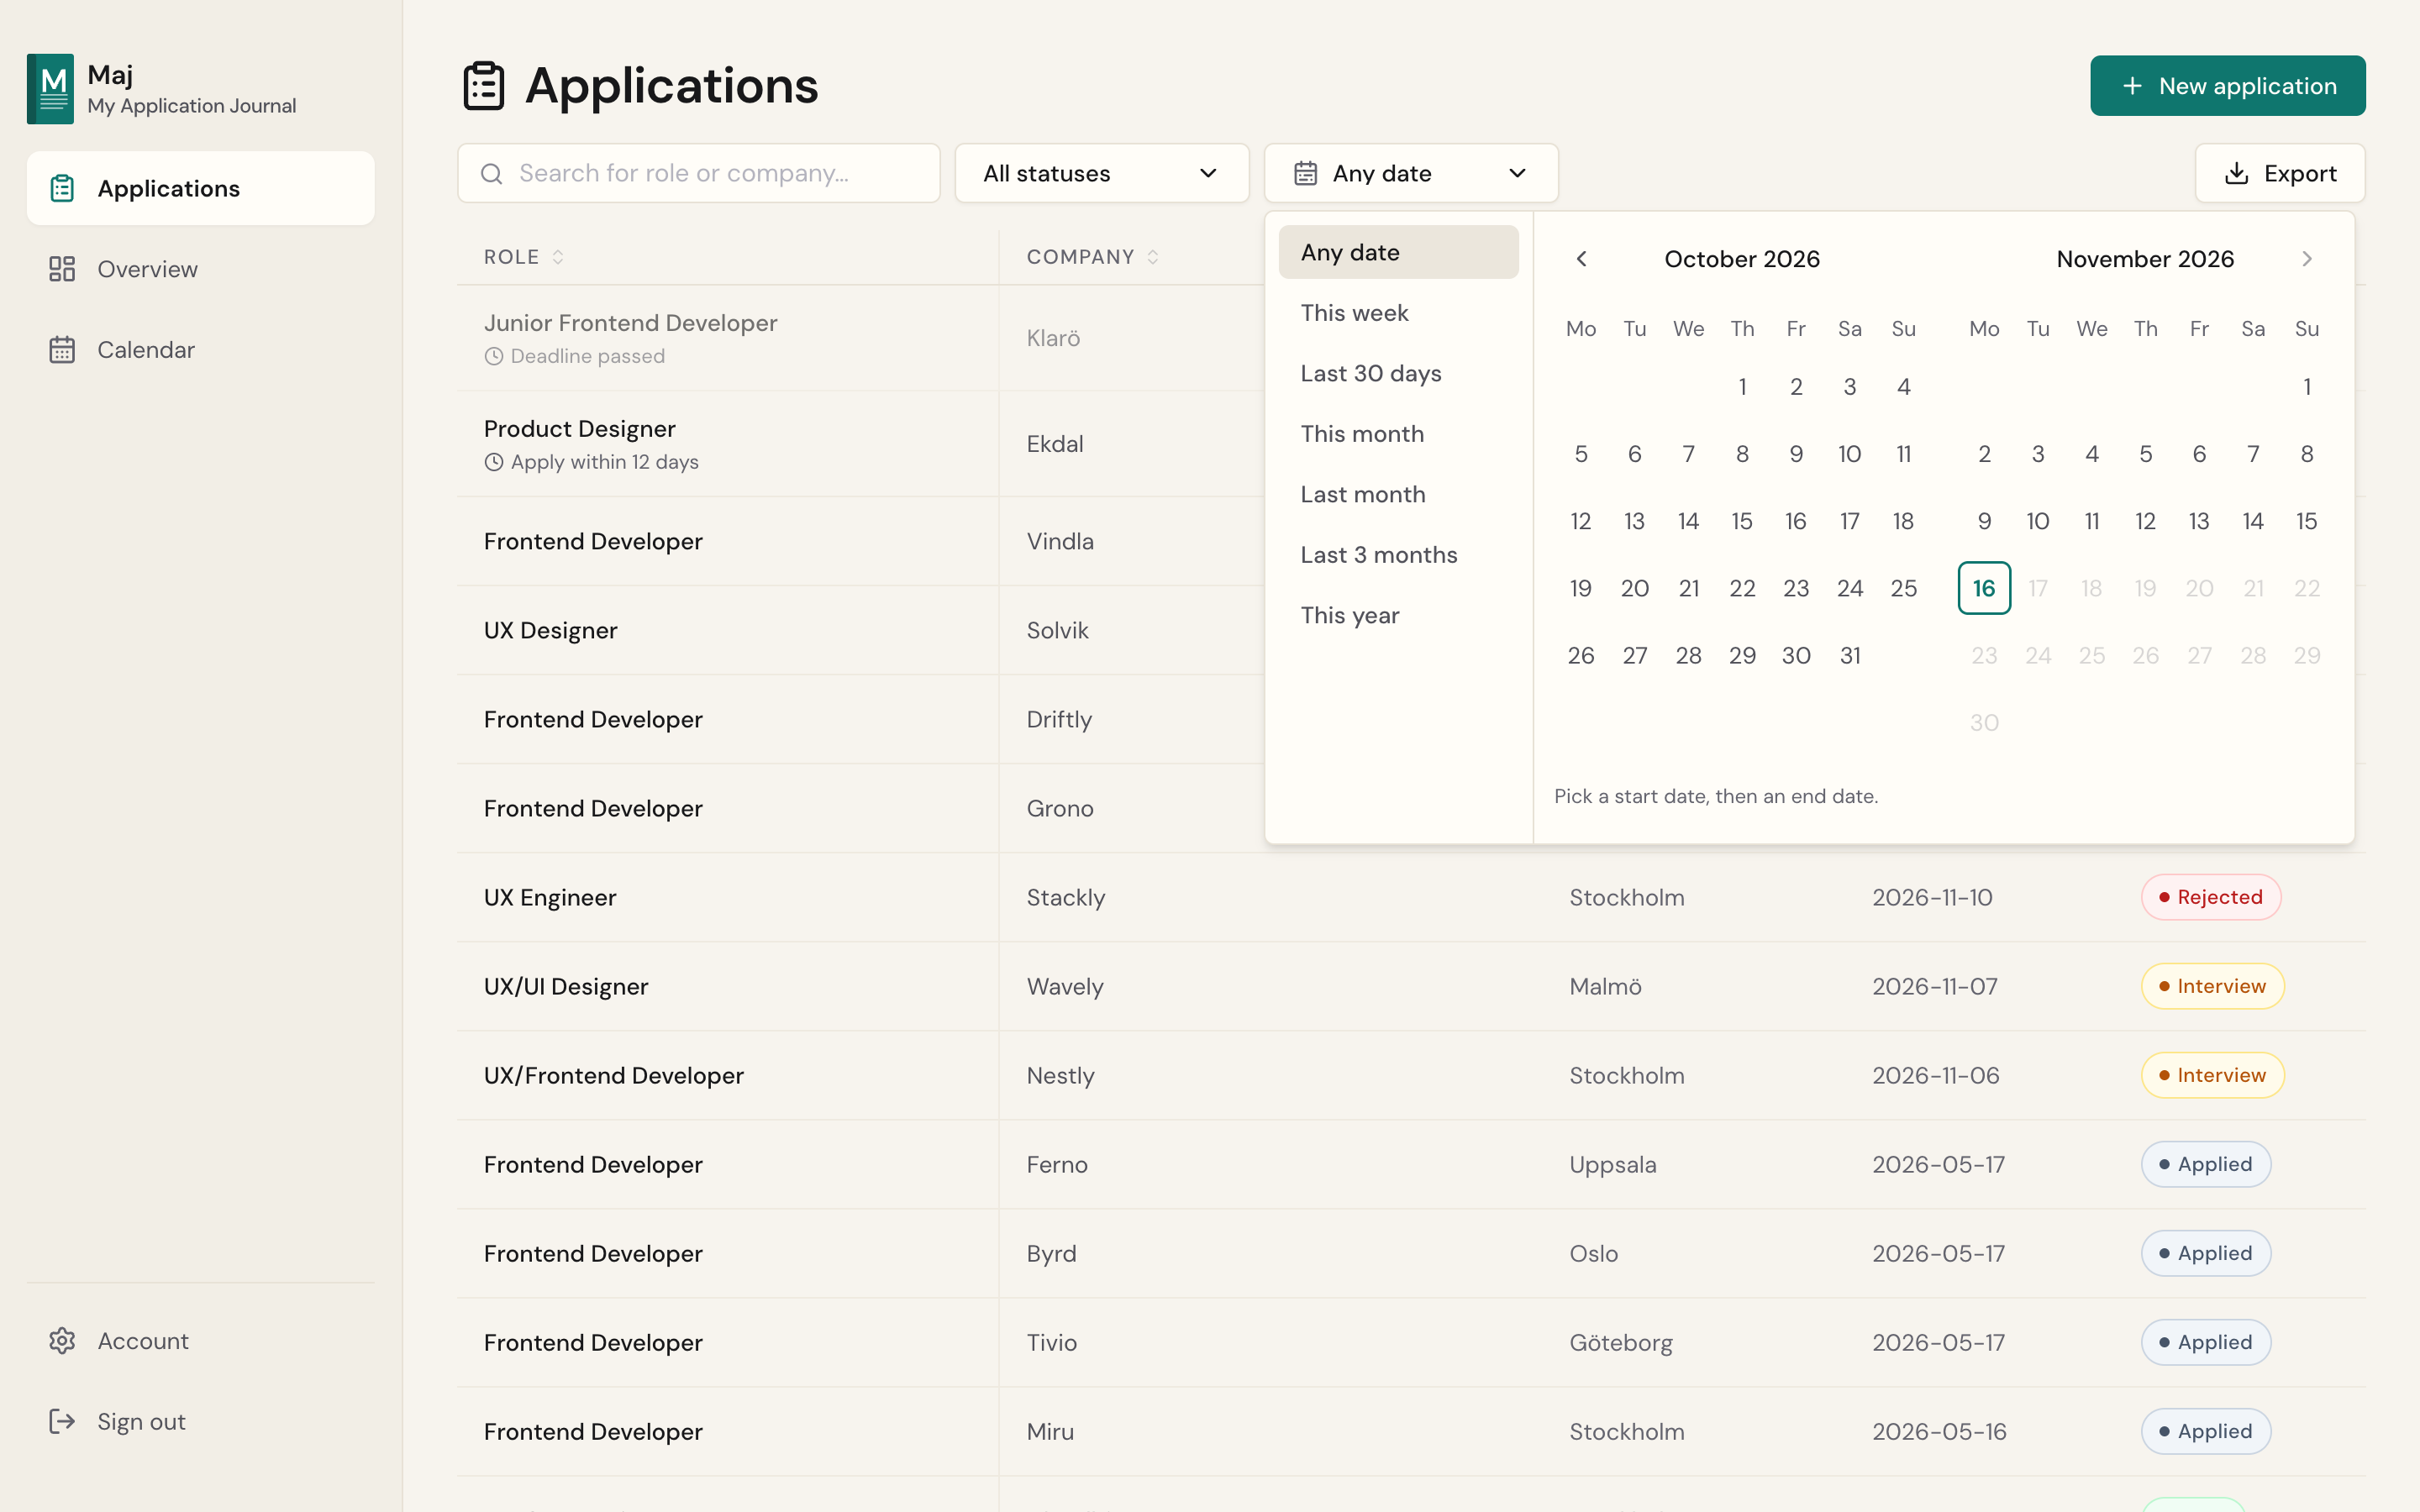 M
Maj
My Application Journal
Applications
Overview
Calendar
Account
Sign out
Applications
New application
Search for role or company...
All statuses
Any date
Export
ROLE
COMPANY
Any date
This week
Last 30 days
This month
Last month
Last 3 months
This year
October 2026
Mo Tu We Th Fr Sa Su
1 2 3 4
5 6 7 8 9 10 11
12 13 14 15 16 17 18
19 20 21 22 23 24 25
26 27 28 29 30 31
November 2026
Mo Tu We Th Fr Sa Su
1
2 3 4 5 6 7 8
9 10 11 12 13 14 15
16 17 18 19 20 21 22
23 24 25 26 27 28 29
30
Pick a start date, then an end date.
Junior Frontend Developer
Deadline passed
Klarö
Product Designer
Apply within 12 days
Ekdal
Frontend Developer Vindla
UX Designer Solvik
Frontend Developer Driftly
Frontend Developer Grono
UX Engineer Stackly Stockholm 2026-11-10 Rejected
UX/UI Designer Wavely Malmö 2026-11-07 Interview
UX/Frontend Developer Nestly Stockholm 2026-11-06 Interview
Frontend Developer Ferno Uppsala 2026-05-17 Applied
Frontend Developer Byrd Oslo 2026-05-17 Applied
Frontend Developer Tivio Göteborg 2026-05-17 Applied
Frontend Developer Miru Stockholm 2026-05-16 Applied